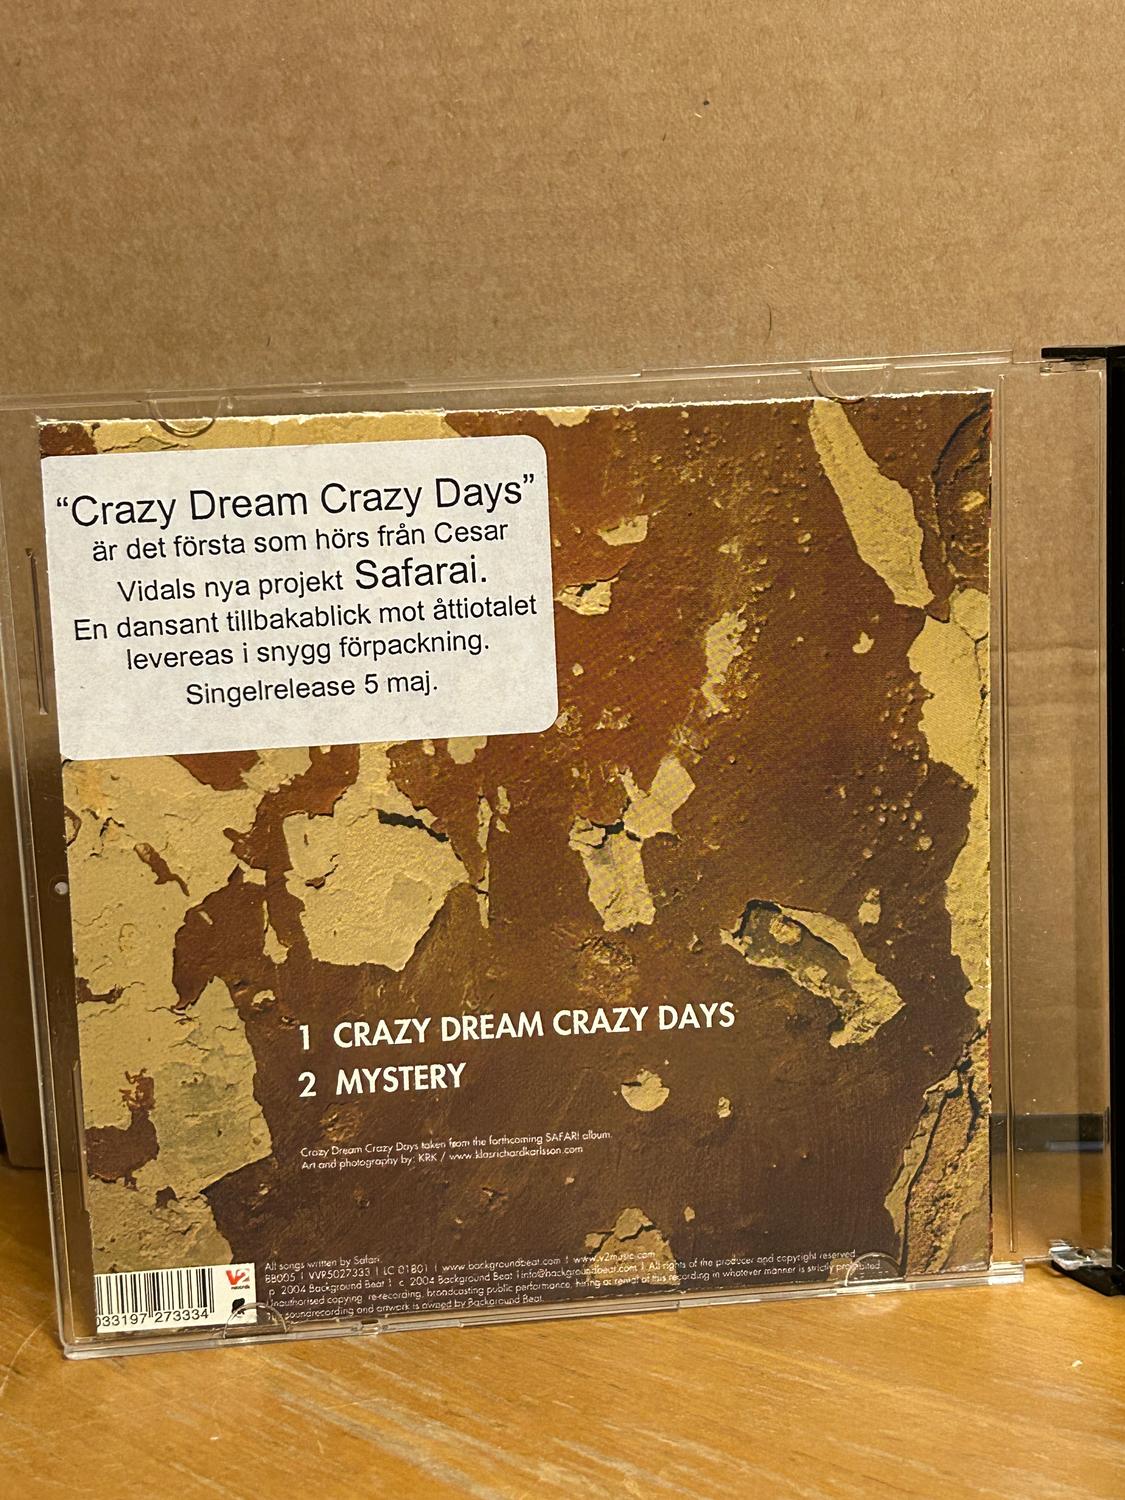 “Crazy Dream Crazy Days”
är det första som hörs från Cesar
Vidals nya projekt Safarai.
En dansant tillbakablick mot åttiotalet
levereas i snygg förpackning.
Singelrelease 5 maj.
1 CRAZY DREAM CRAZY DAYS
2 MYSTERY
Crazy Dream Crazy Days taken from the forthcoming SAFARI album.
Art and photography by: KRK / www.klasrichardkarlsson.com
All songs written by Safari.
BB005 | VVR5027333 | LC 01801 | www.backgroundbeat.com | www.v2music.com
p 2004 Background Beat | c 2004 Background Beat | info@backgroundbeat.com | All rights of the producer and copyright reserved.
Unauthorised copying, re-recording, broadcasting public performance, hiring or rental of this recording in whatever manner is strictly prohibited.
The soundrecording and artwork is owned by Background Beat.
V2
records
033197 273334